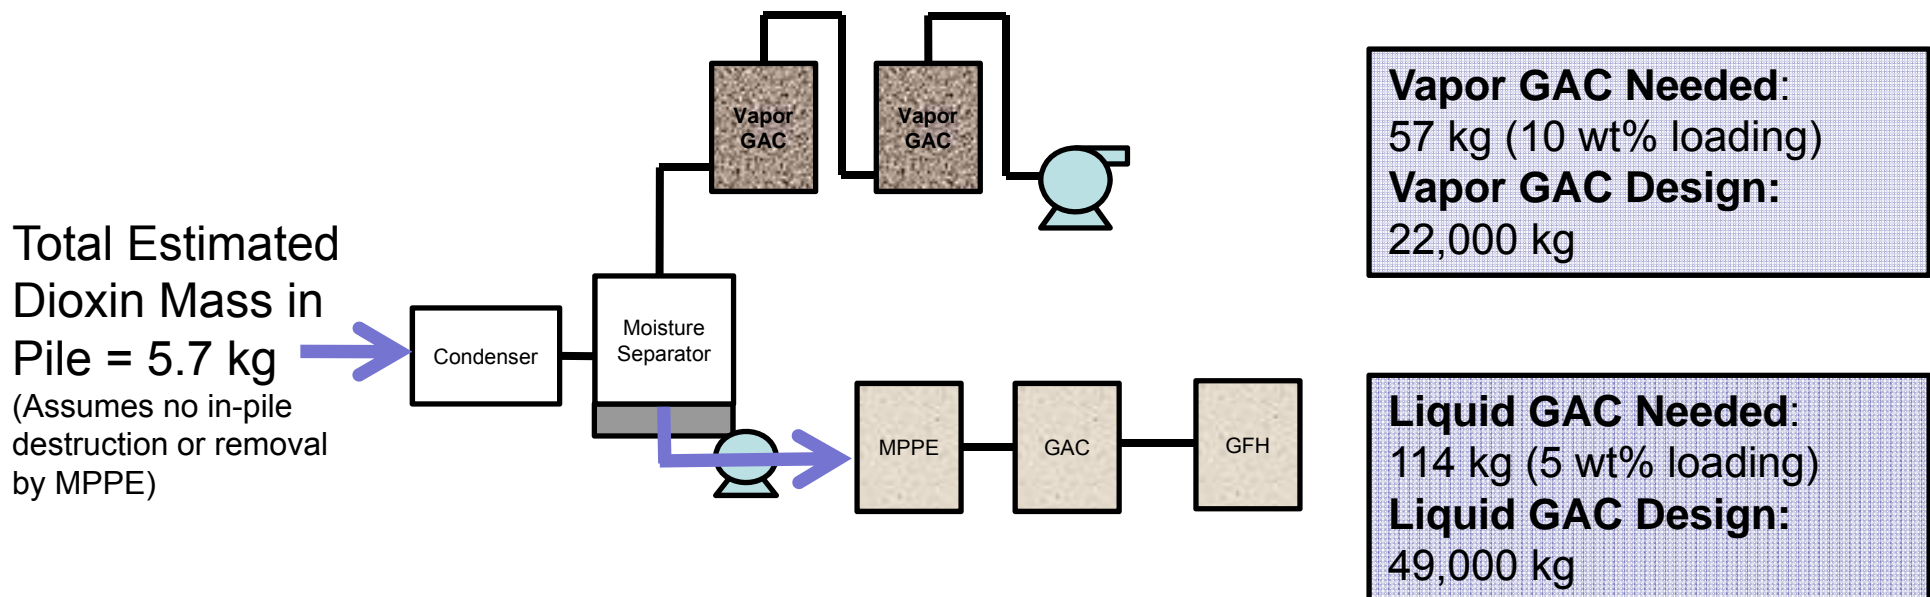 Vapor
GAC
Vapor
GAC
Vapor GAC Needed:
57 kg (10 wt% loading)
Vapor GAC Design:
22,000 kg
Total Estimated
Dioxin Mass in
Pile = 5.7 kg
(Assumes no in-pile
destruction or removal
by MPPE)
Condenser
Moisture
Separator
MPPE
GAC
GFH
Liquid GAC Needed:
114 kg (5 wt% loading)
Liquid GAC Design:
49,000 kg